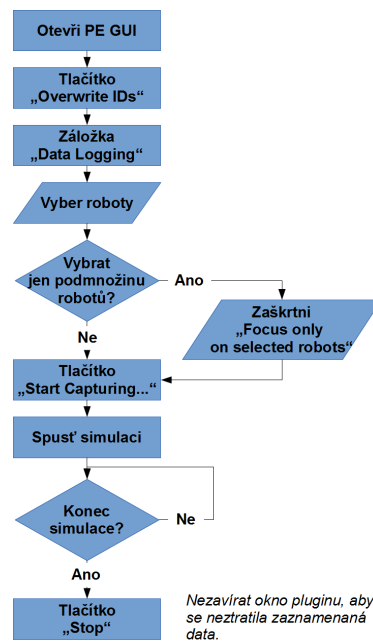 Otevři PE GUI
Tlačítko
„Overwrite IDs“
Záložka
„Data Logging“
Vyber roboty
Vybrat
jen podmnožinu
robotů?
Ano
Zaškrtni
„Focus only
on selected robots“
Ne
Tlačítko
„Start Capturing...“
Spusť simulaci
Konec
simulace?
Ne
Ano
Tlačítko
„Stop“
Nezavírat okno pluginu, aby
se neztratila zaznamenaná
data.